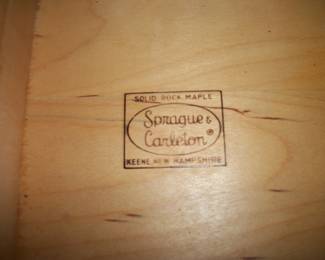 SOLID ROCK MAPLE
Sprague &
Carleton ®
KEENE, NEW HAMPSHIRE